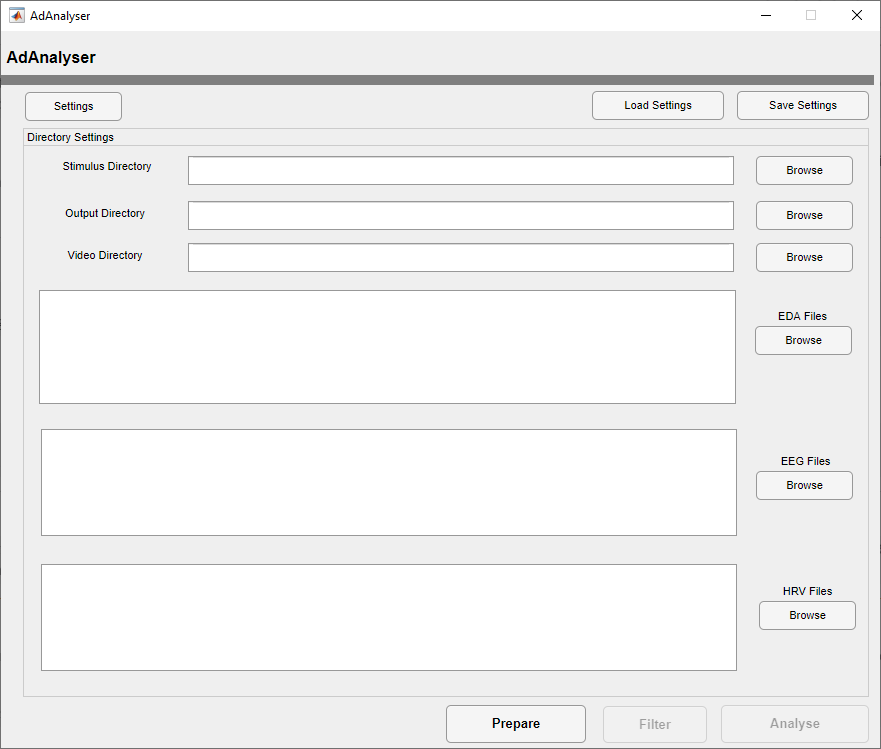 AdAnalyser
AdAnalyser
Settings
Load Settings
Save Settings
Directory Settings
Stimulus Directory
Browse
Output Directory
Browse
Video Directory
Browse
EDA Files
Browse
EEG Files
Browse
HRV Files
Browse
Prepare
Filter
Analyse